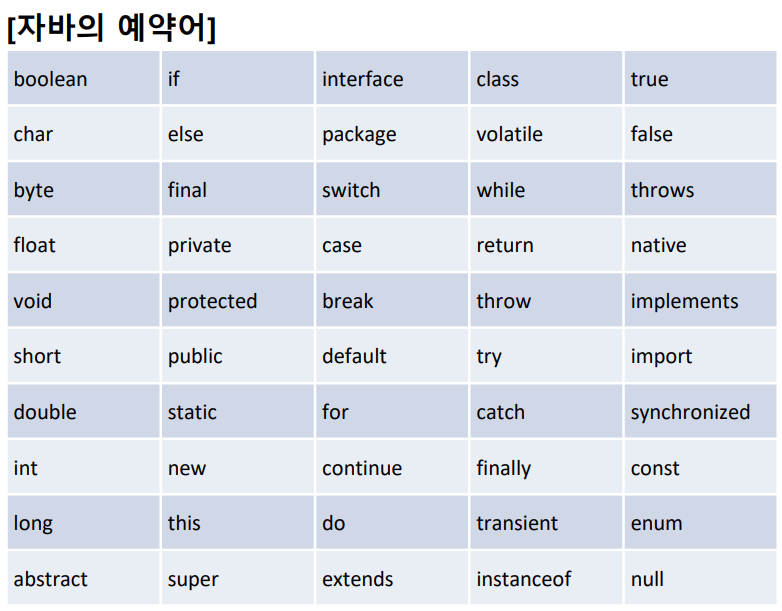 [자바의 예약어]
boolean if interface class true
char else package volatile false
byte final switch while throws
float private case return native
void protected break throw implements
short public default try import
double static for catch synchronized
int new continue finally const
long this do transient enum
abstract super extends instanceof null